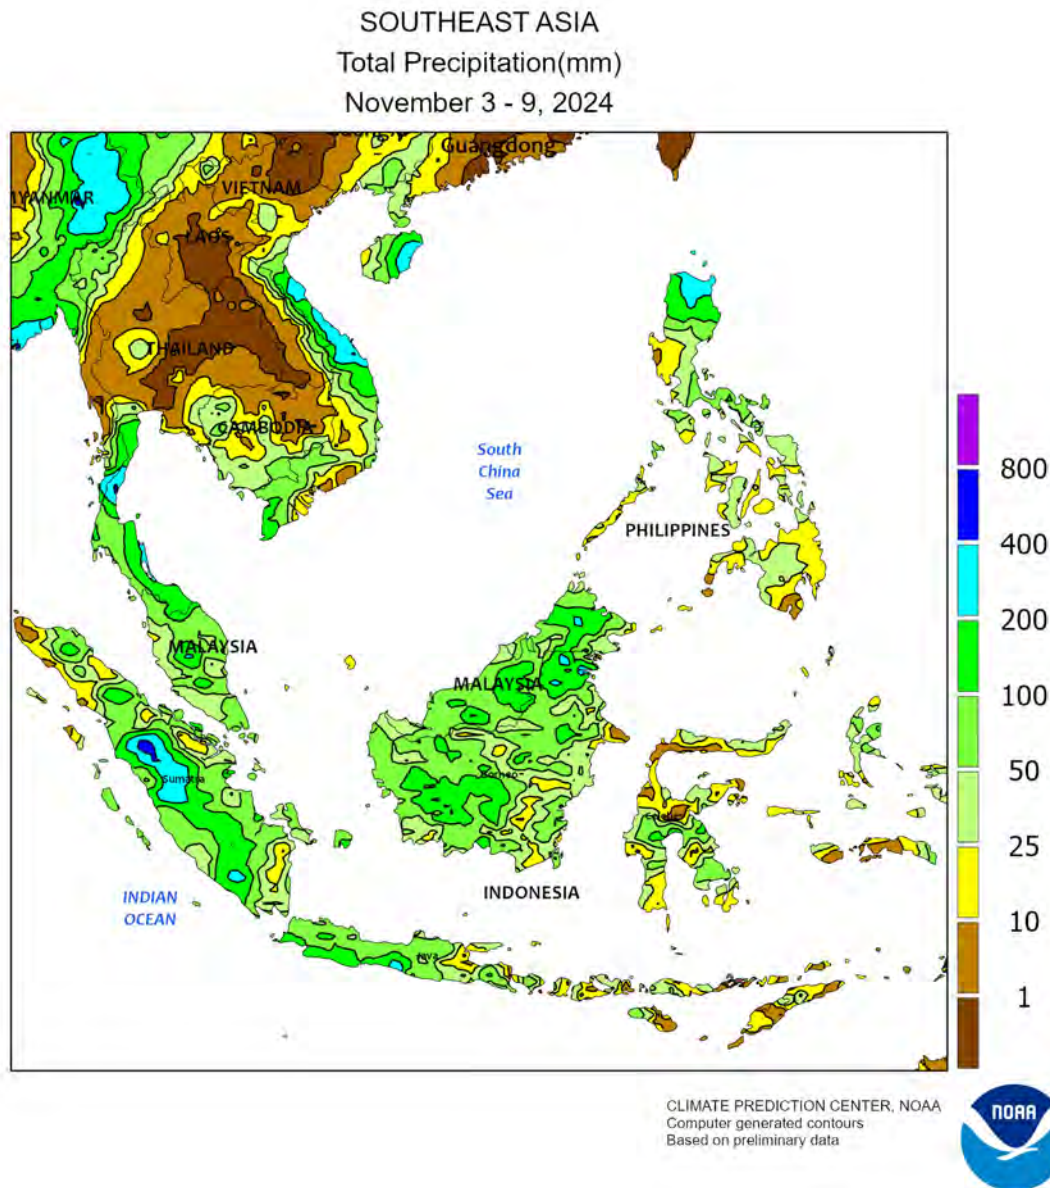 SOUTHEAST ASIA
Total Precipitation(mm)
November 3 - 9, 2024
Guangdong
MYANMAR
VIETNAM
LAOS
THAILAND
CAMBODIA
South
China
Sea
PHILIPPINES
MALAYSIA
MALAYSIA
Sumatra
Borneo
INDONESIA
INDIAN
OCEAN
Java
800
400
200
100
50
25
10
1
CLIMATE PREDICTION CENTER, NOAA
Computer generated contours
Based on preliminary data
NOAA